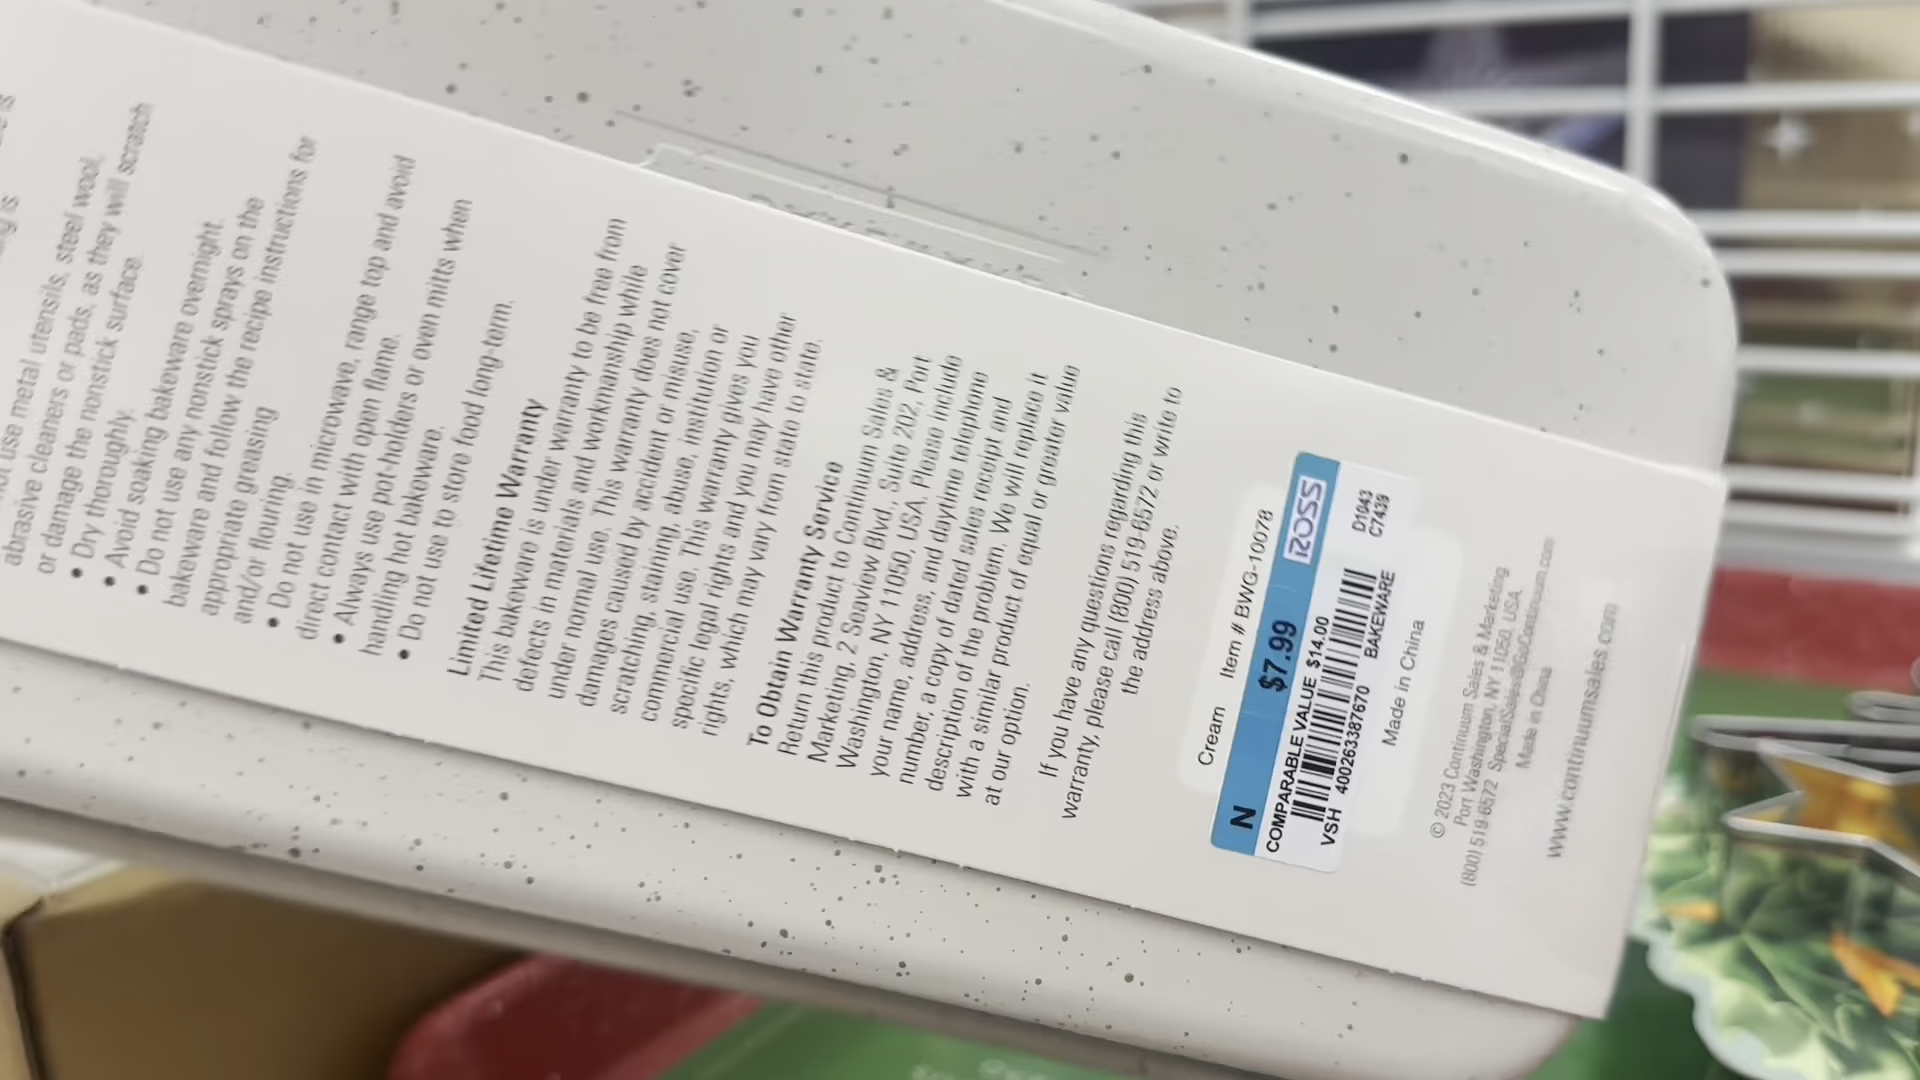 not use metal utensils, steel wool,
abrasive cleaners or pads, as they will scratch
or damage the nonstick surface.
• Dry thoroughly.
• Avoid soaking bakeware overnight.
• Do not use any nonstick sprays on the
bakeware and follow the recipe instructions for
appropriate greasing
and/or flouring.
• Do not use in microwave, range top and avoid
direct contact with open flame.
• Always use pot-holders or oven mitts when
handling hot bakeware.
• Do not use to store food long-term.
Limited Lifetime Warranty
This bakeware is under warranty to be free from
defects in materials and workmanship while
under normal use. This warranty does not cover
damages caused by accident or misuse,
scratching, staining, abuse, institution or
commercial use. This warranty gives you
specific legal rights and you may have other
rights, which may vary from state to state.
To Obtain Warranty Service
Return this product to Continuum Sales &
Marketing, 2 Seaview Blvd., Suite 202, Port
Washington, NY 11050, USA. Please include
your name, address, and daytime telephone
number, a copy of dated sales receipt and
description of the problem. We will replace it
with a similar product of equal or greater value
at our option.
If you have any questions regarding this
warranty, please call (800) 519-6572 or write to
the address above.
Cream Item # BWG-10078
N $7.99 ROSS
COMPARABLE VALUE $14.00
D1043
C7439
VSH 400263387670 BAKEWARE
Made in China
© 2023 Continuum Sales & Marketing
Port Washington, NY 11050, USA
(800) 519-6572 SpecialSales@GoContinuum.com
Made in China
www.continuumsales.com